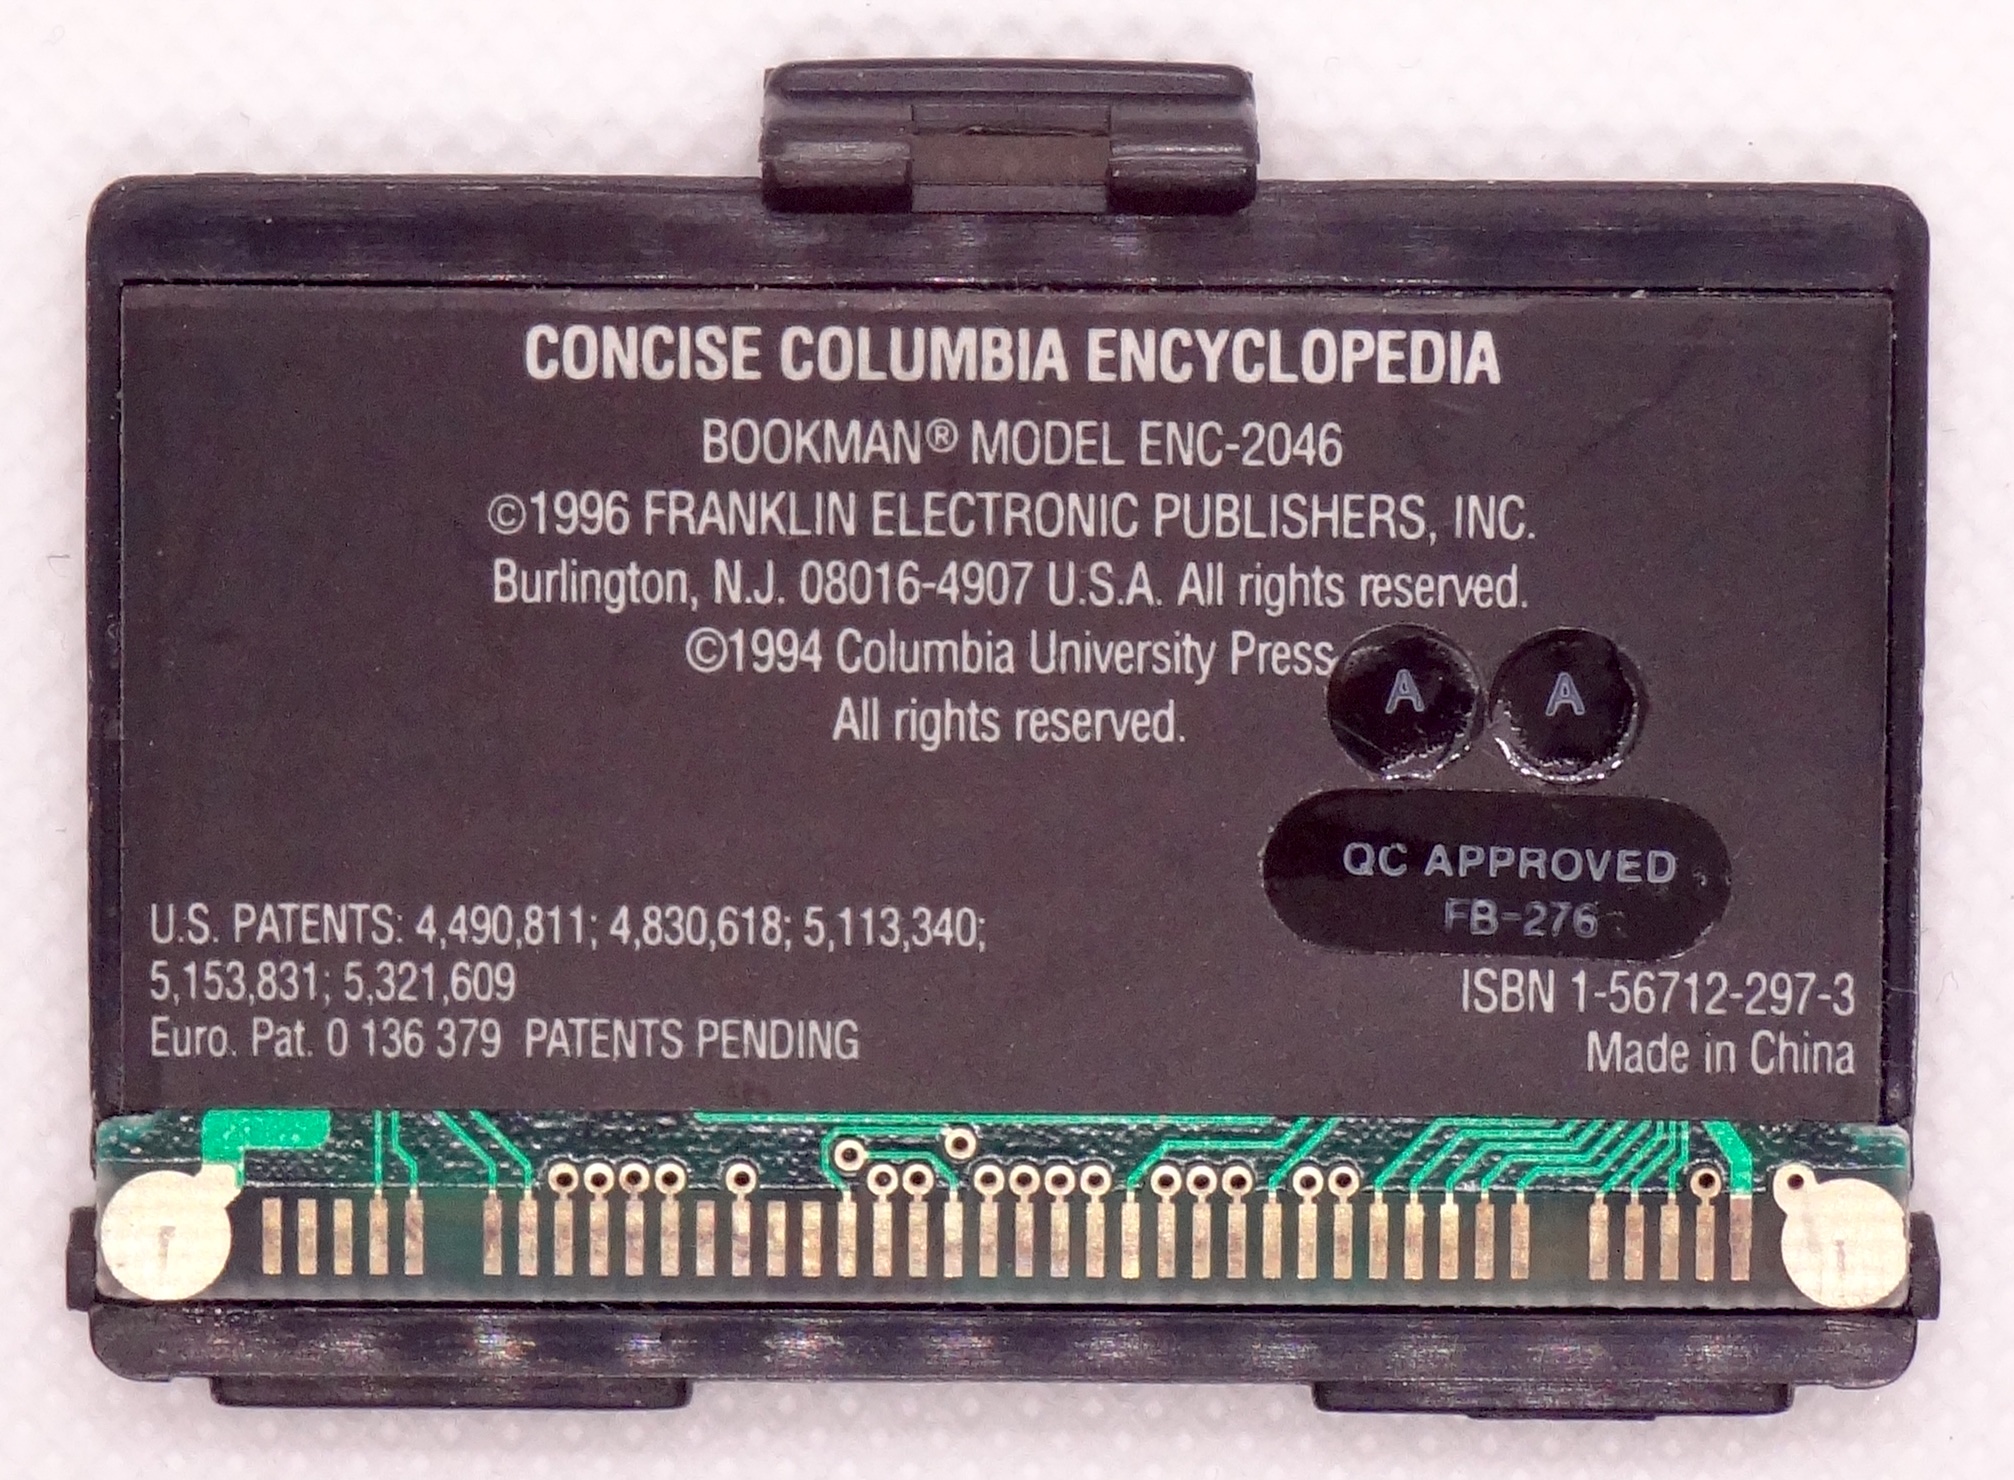 CONCISE COLUMBIA ENCYCLOPEDIA
BOOKMAN® MODEL ENC-2046
©1996 FRANKLIN ELECTRONIC PUBLISHERS, INC.
Burlington, N.J. 08016-4907 U.S.A. All rights reserved.
©1994 Columbia University Press
All rights reserved.
A A
QC APPROVED
FB-276
U.S. PATENTS: 4,490,811; 4,830,618; 5,113,340;
5,153,831; 5,321,609
Euro. Pat. 0 136 379 PATENTS PENDING
ISBN 1-56712-297-3
Made in China